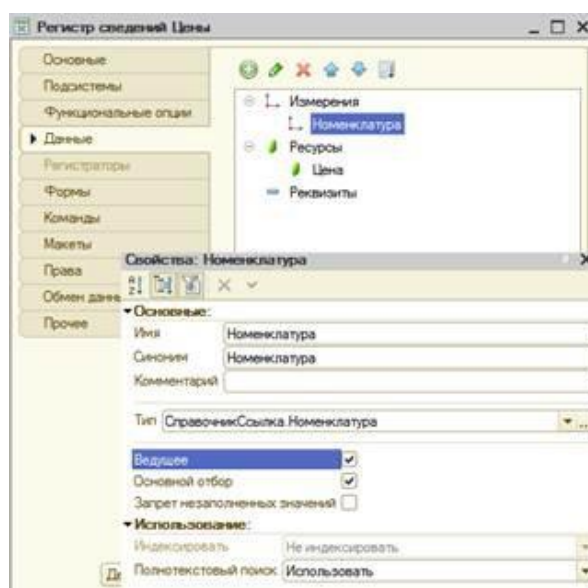 Регистр сведений Цены
Основные
Подсистемы
Функциональные опции
Данные
Регистраторы
Формы
Команды
Макеты
Права
Обмен данны
Прочее
Измерения
Номенклатура
Ресурсы
Цена
Реквизиты
Свойства: Номенклатура
Основные:
Имя Номенклатура
Синоним Номенклатура
Комментарий
Тип СправочникСсылка.Номенклатура
Ведущее
Основной отбор
Запрет незаполненных значений
Использование:
Индексировать Не индексировать
Полнотекстовый поиск Использовать